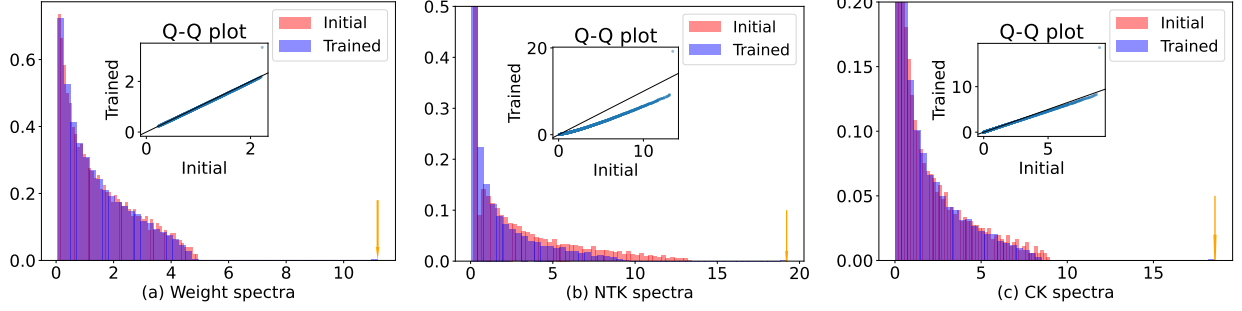 0.6
0.4
0.2
0.0
0 2 4 6 8 10
(a) Weight spectra
Initial
Trained
Q-Q plot
Trained
2
0
0 2
Initial
0.5
0.4
0.3
0.2
0.1
0.0
0 5 10 15 20
(b) NTK spectra
Initial
Trained
Q-Q plot
Trained
20
0
0 10
Initial
0.20
0.15
0.10
0.05
0.00
0 5 10 15
(c) CK spectra
Initial
Trained
Q-Q plot
Trained
10
0
0 5
Initial